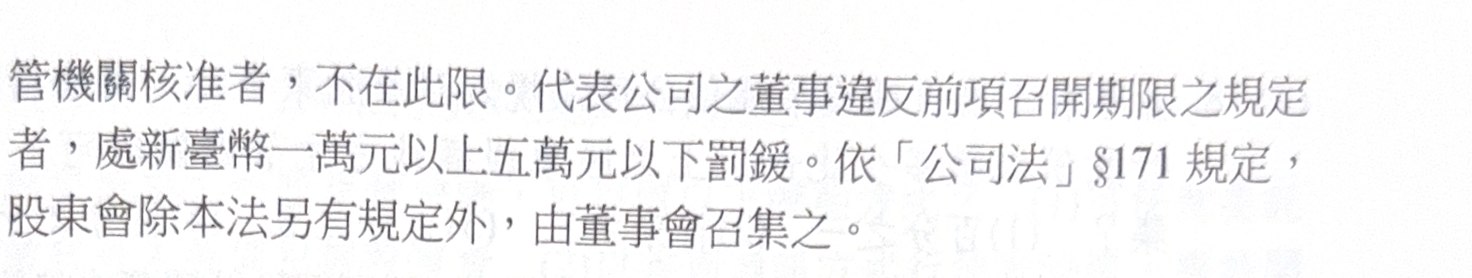 管機關核准者，不在此限。代表公司之董事違反前項召開期限之規定
者，處新臺幣一萬元以上五萬元以下罰鍰。依「公司法」§171 規定，
股東會除本法另有規定外，由董事會召集之。